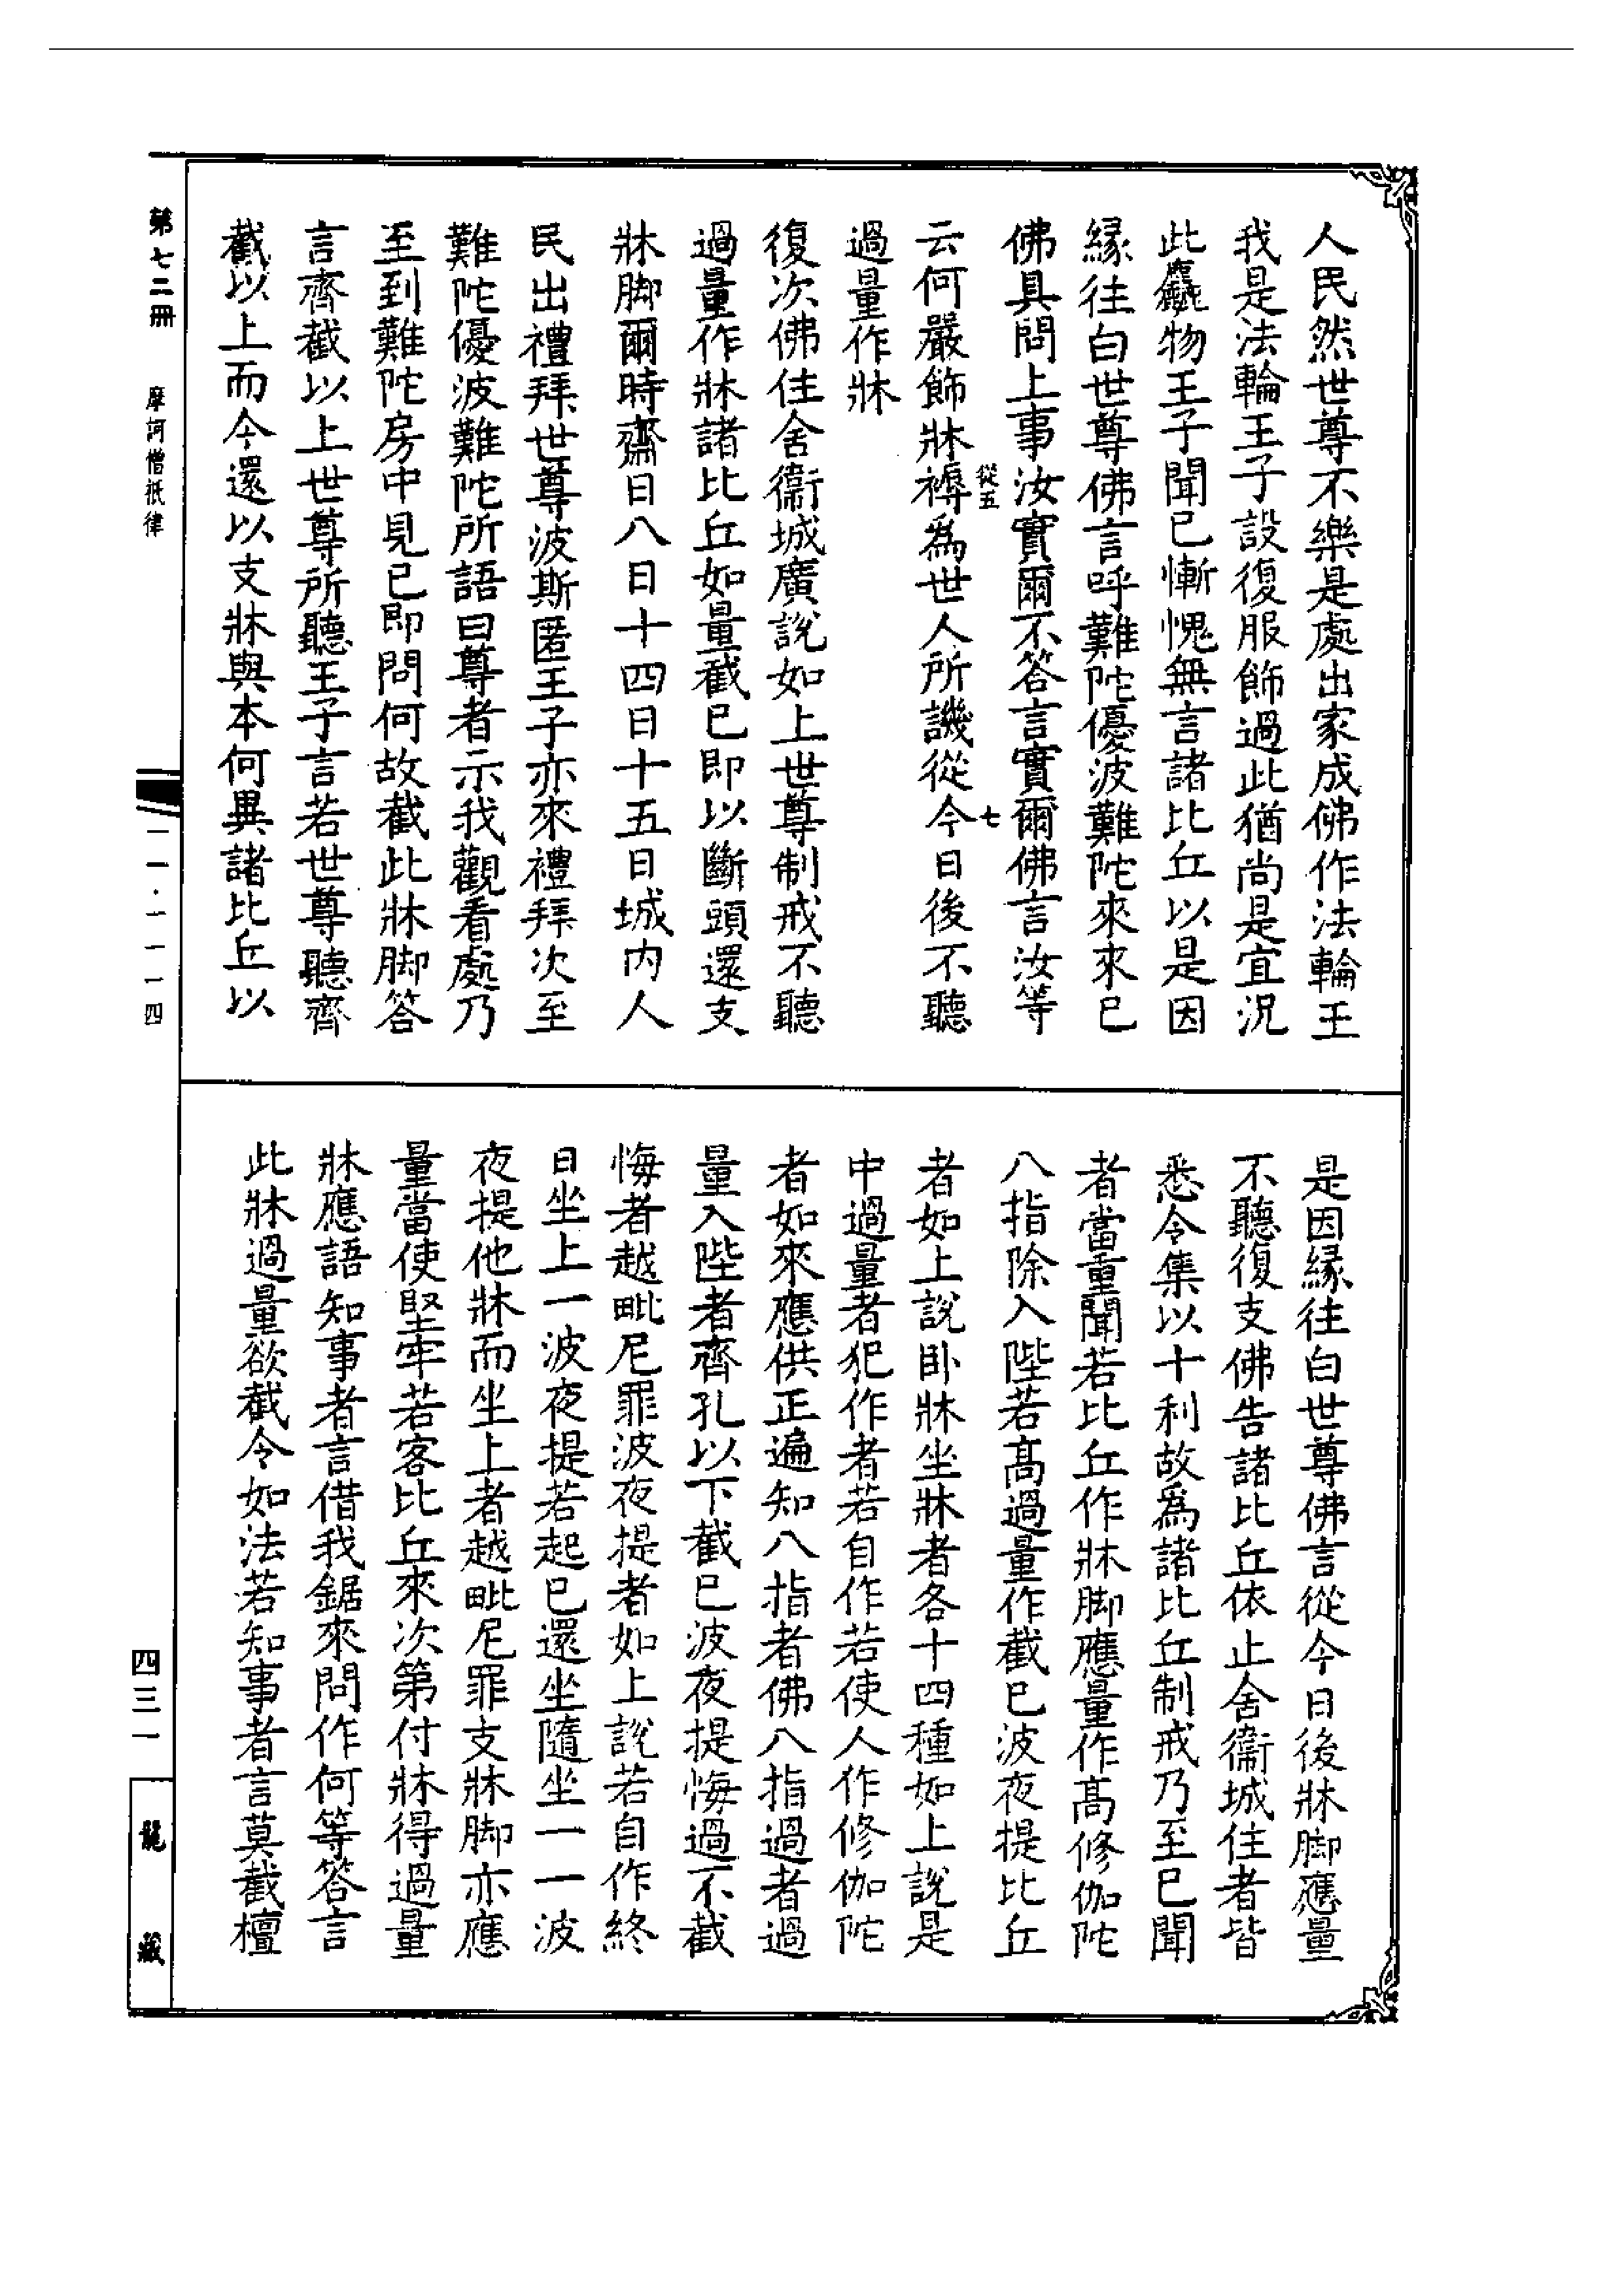 人民然世尊不樂是處出家成佛作法輪王
我是法輪王子設復服飾過此猶尚是宜況
此麤物王子聞已慚愧無言諸比丘以是因
緣往白世尊佛言呼難陀優波難陀來來已
佛具問上事汝實爾不答言實爾佛言汝等
從五
七
云何嚴飾牀褥爲世人所譏從今日後不聽
過量作牀
復次佛住舍衞城廣說如上世尊制戒不聽
過量作牀諸比丘如量截已即以斷頭還支
牀脚爾時齋日八日十四日十五日城内人
民出禮拜世尊波斯匿王子亦來禮拜次至
難陀優波難陀所語曰尊者示我觀看處乃
至到難陀房中見已即問何故截此牀脚答
言齊截以上世尊所聽王子言若世尊聽齊
截以上而今還以支牀與本何異諸比丘以
是因緣往白世尊佛言從今日後牀脚應量
不聽復支佛告諸比丘依止舍衞城住者皆
悉令集以十利故爲諸比丘制戒乃至已聞
者當重聞若比丘作牀脚應量作高修伽陀
八指除入陛若高過量作截已波夜提比丘
者如上說卧牀坐牀者各十四種如上說是
中過量者犯作者若自作若使人作修伽陀
者如來應供正遍知八指者佛八指過者過
量入陛者齊孔以下截已波夜提悔過不截
悔者越毗尼罪波夜提者如上說若自作終
日坐上一波夜提若起已還坐隨坐一一波
夜提他牀而坐上者越毗尼罪支牀脚亦應
量當使堅牢若客比丘來次第付牀得過量
牀應語知事者言借我鋸來問作何等答言
此牀過量欲截令如法若知事者言莫截檀
第七二冊　摩訶僧祇律
一一·一一一四
四三一
龍藏